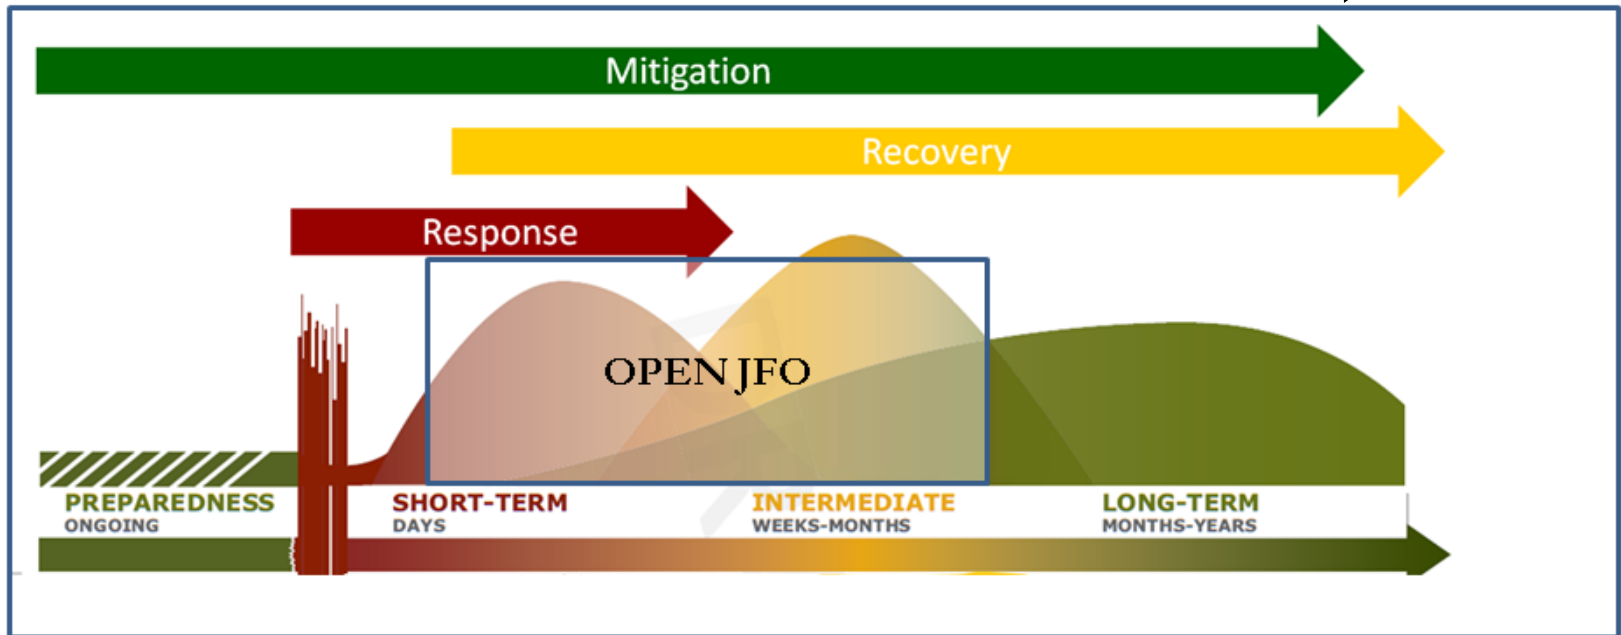 Mitigation
Recovery
Response
OPEN JFO
PREPAREDNESS
ONGOING
SHORT-TERM
DAYS
INTERMEDIATE
WEEKS-MONTHS
LONG-TERM
MONTHS-YEARS